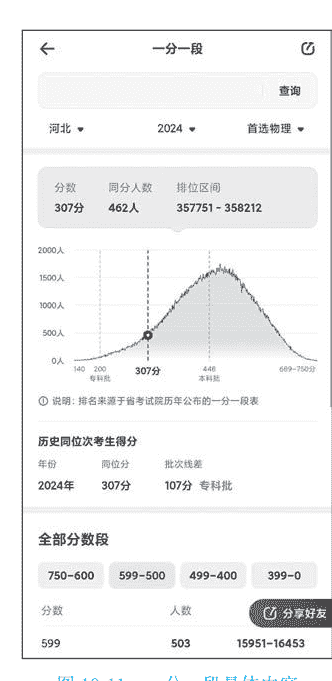 一分一段
查询
河北 2024 首选物理
分数 同分人数 排位区间
307分 462人 357751 - 358212
2000人
1500人
1000人
500人
0人
140 200 307分 448 689-750分
专科批 本科批
说明：排名来源于省考试院历年公布的一分一段表
历史同位次考生得分
年份 同位分 批次线差
2024年 307分 107分 专科批
全部分数段
750-600 599-500 499-400 399-0
分数 人数
分享好友
599 503 15951-16453